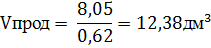 Vпрод = 8,05/0,62 = 12,38дм³